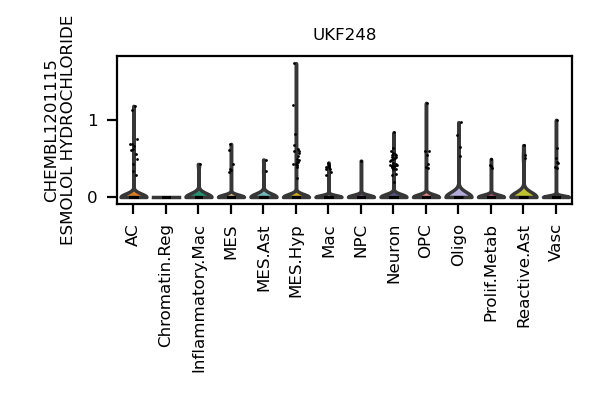 UKF248
CHEMBL1201115
ESMOLOL HYDROCHLORIDE
1
0
AC
Chromatin.Reg
Inflammatory.Mac
MES
MES.Ast
MES.Hyp
Mac
NPC
Neuron
OPC
Oligo
Prolif.Metab
Reactive.Ast
Vasc